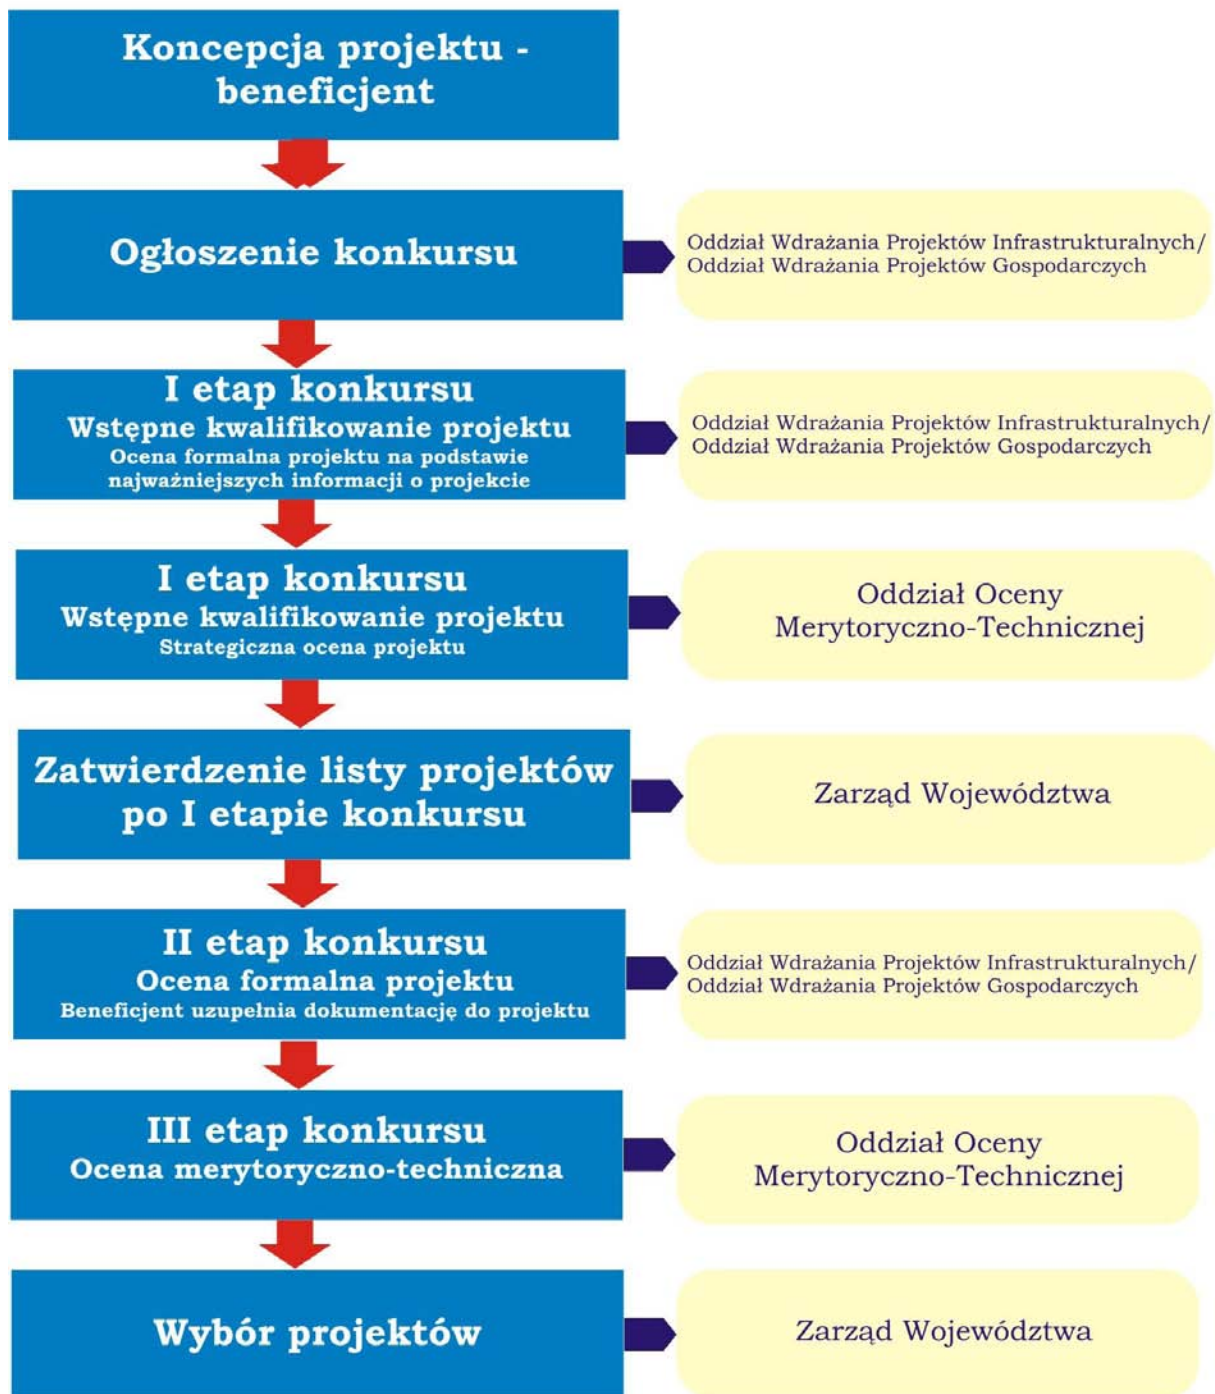 Koncepcja projektu -
beneficjent
Ogłoszenie konkursu
Oddział Wdrażania Projektów Infrastrukturalnych/
Oddział Wdrażania Projektów Gospodarczych
I etap konkursu
Wstępne kwalifikowanie projektu
Ocena formalna projektu na podstawie
najważniejszych informacji o projekcie
Oddział Wdrażania Projektów Infrastrukturalnych/
Oddział Wdrażania Projektów Gospodarczych
I etap konkursu
Wstępne kwalifikowanie projektu
Strategiczna ocena projektu
Oddział Oceny
Merytoryczno-Technicznej
Zatwierdzenie listy projektów
po I etapie konkursu
Zarząd Województwa
II etap konkursu
Ocena formalna projektu
Beneficjent uzupełnia dokumentację do projektu
Oddział Wdrażania Projektów Infrastrukturalnych/
Oddział Wdrażania Projektów Gospodarczych
III etap konkursu
Ocena merytoryczno-techniczna
Oddział Oceny
Merytoryczno-Technicznej
Wybór projektów
Zarząd Województwa